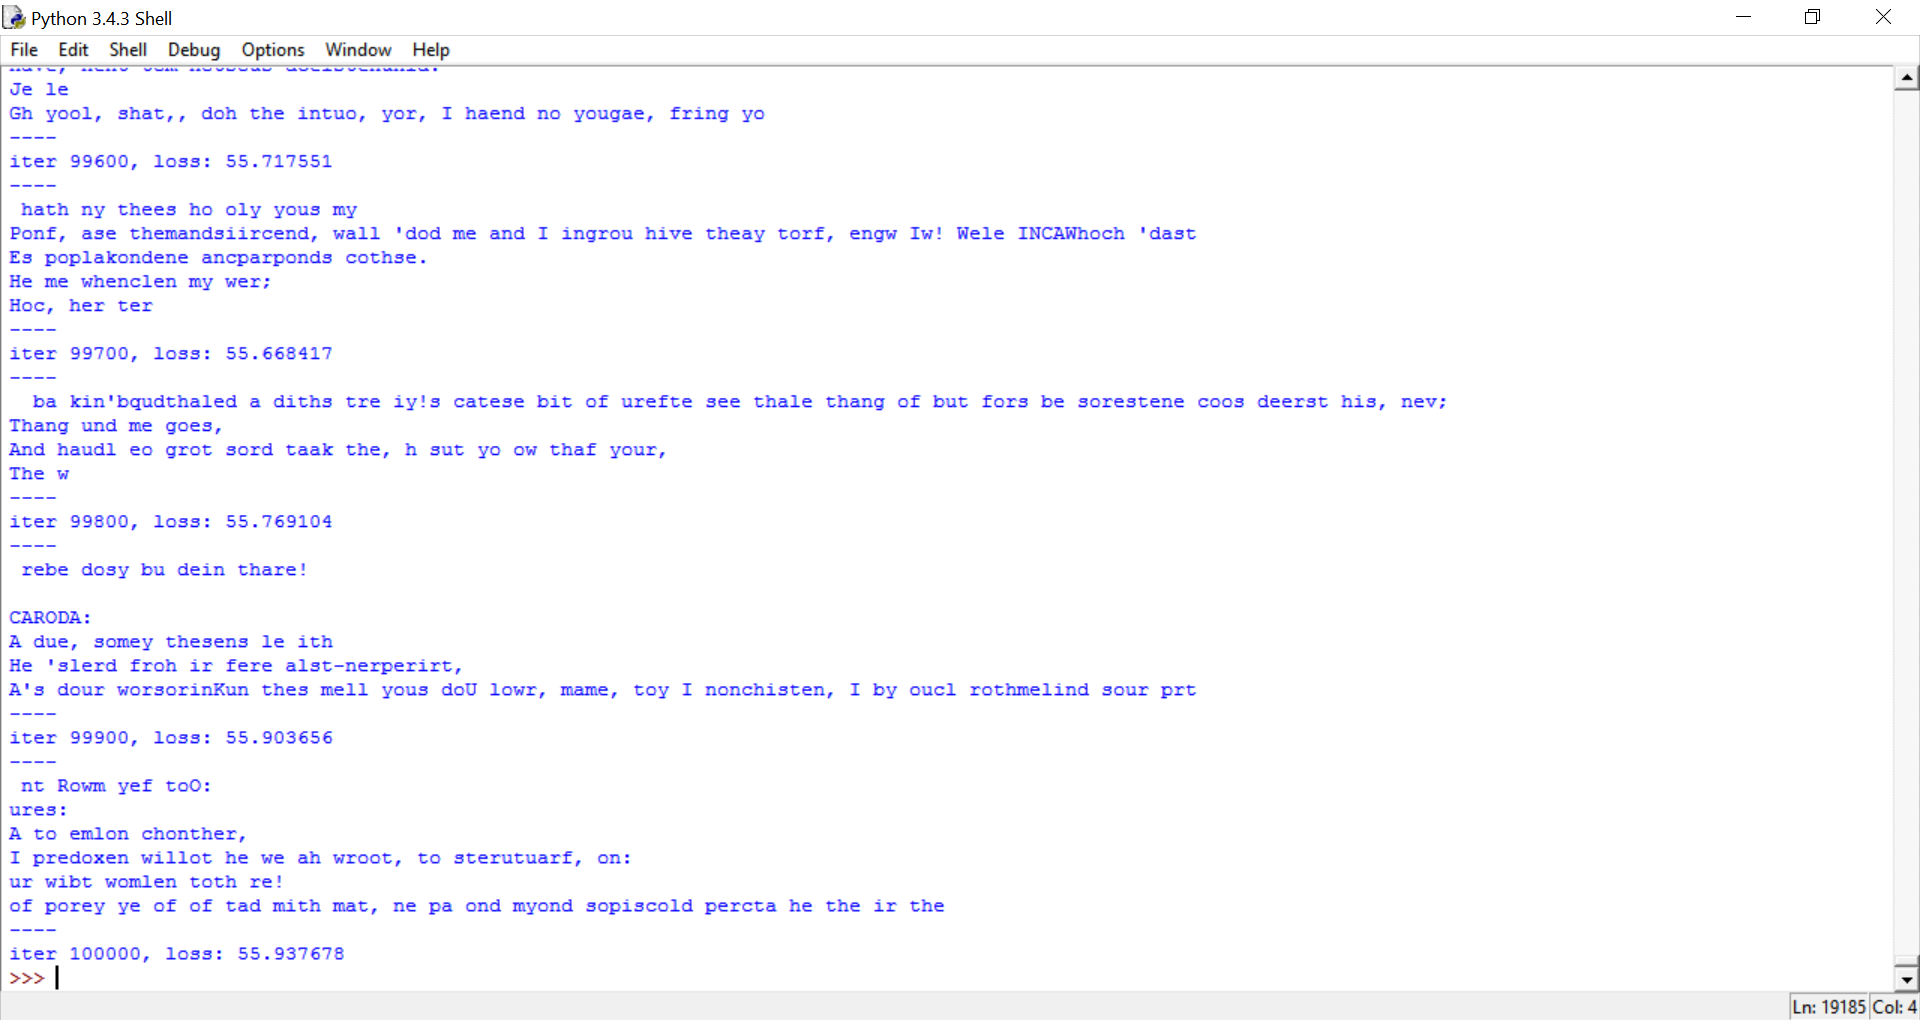 Python 3.4.3 Shell
File Edit Shell Debug Options Window Help
Je le
Gh yool, shat,, doh the intuo, yor, I haend no yougae, fring yo
----
iter 99600, loss: 55.717551
----
 hath ny thees ho oly yous my
Ponf, ase themandsiircend, wall 'dod me and I ingrou hive theay torf, engw Iw! Wele INCAWhoch 'dast
Es poplakondene ancparponds cothse.
He me whenclen my wer;
Hoc, her ter
----
iter 99700, loss: 55.668417
----
  ba kin'bqudthaled a diths tre iy!s catese bit of urefte see thale thang of but fors be sorestene coos deerst his, nev;
Thang und me goes,
And haudl eo grot sord taak the, h sut yo ow thaf your,
The w
----
iter 99800, loss: 55.769104
----
 rebe dosy bu dein thare!

CARODA:
A due, somey thesens le ith
He 'slerd froh ir fere alst-nerperirt,
A's dour worsorinKun thes mell yous doU lowr, mame, toy I nonchisten, I by oucl rothmelind sour prt
----
iter 99900, loss: 55.903656
----
 nt Rowm yef toO:
ures:
A to emlon chonther,
I predoxen willot he we ah wroot, to sterutuarf, on:
ur wibt womlen toth re!
of porey ye of of tad mith mat, ne pa ond myond sopiscold percta he the ir the
----
iter 100000, loss: 55.937678
>>>
Ln: 19185 Col: 4